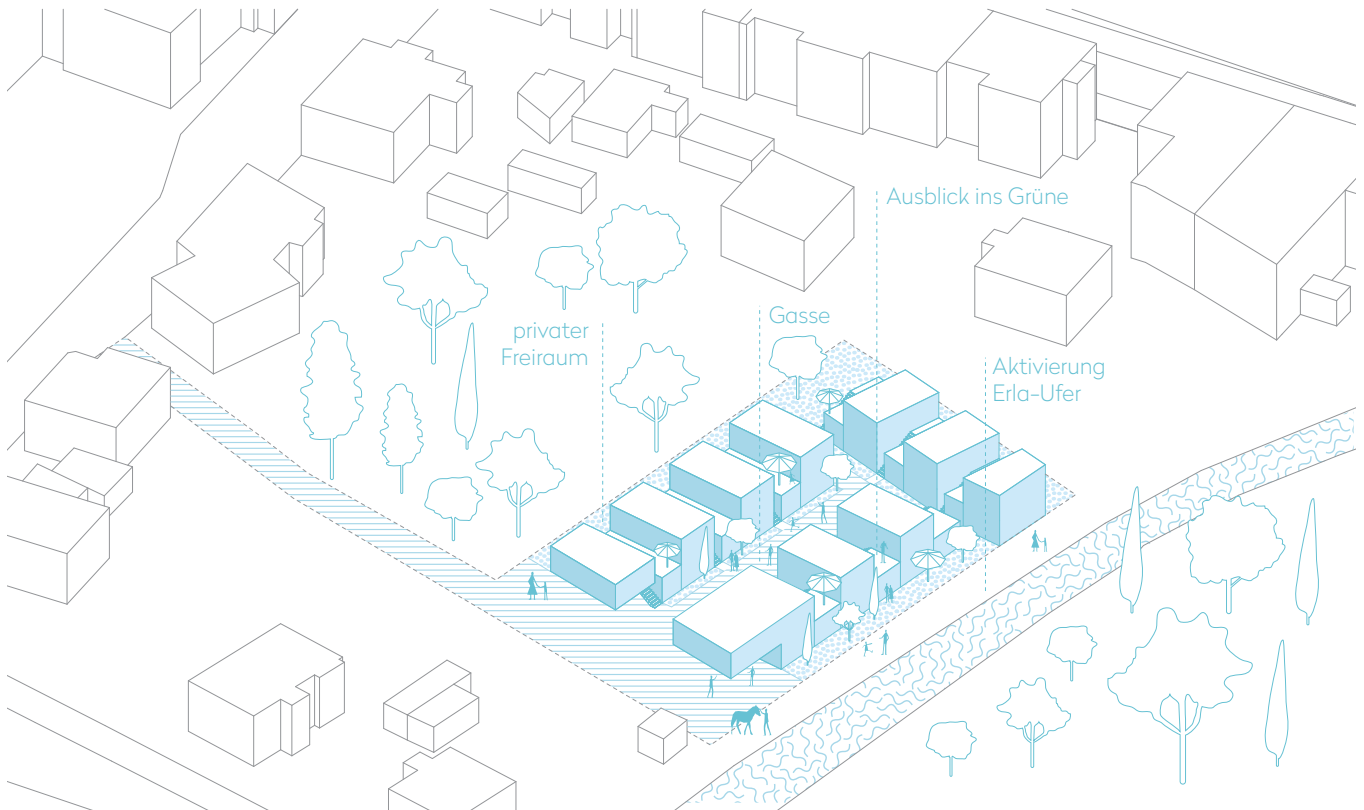 Ausblick ins Grüne
Gasse
privater
Freiraum
Aktivierung
Erla-Ufer